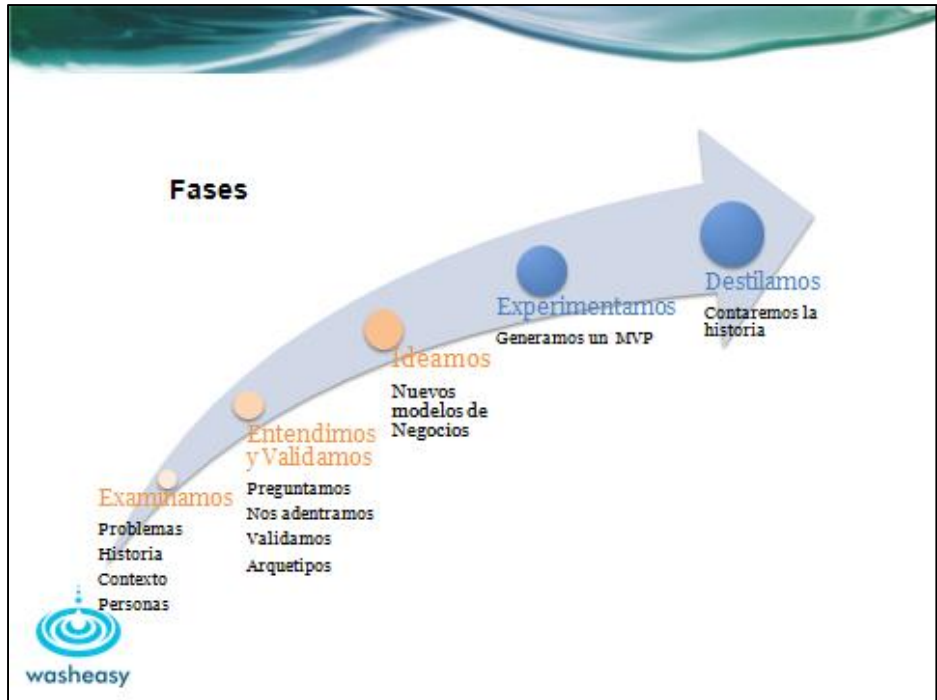 Fases
Examinamos
Problemas
Historia
Contexto
Personas
Entendimos
y Validamos
Preguntamos
Nos adentramos
Validamos
Arquetipos
Ideamos
Nuevos
modelos de
Negocios
Experimentamos
Generamos un MVP
Destilamos
Contaremos la
historia
washeasy